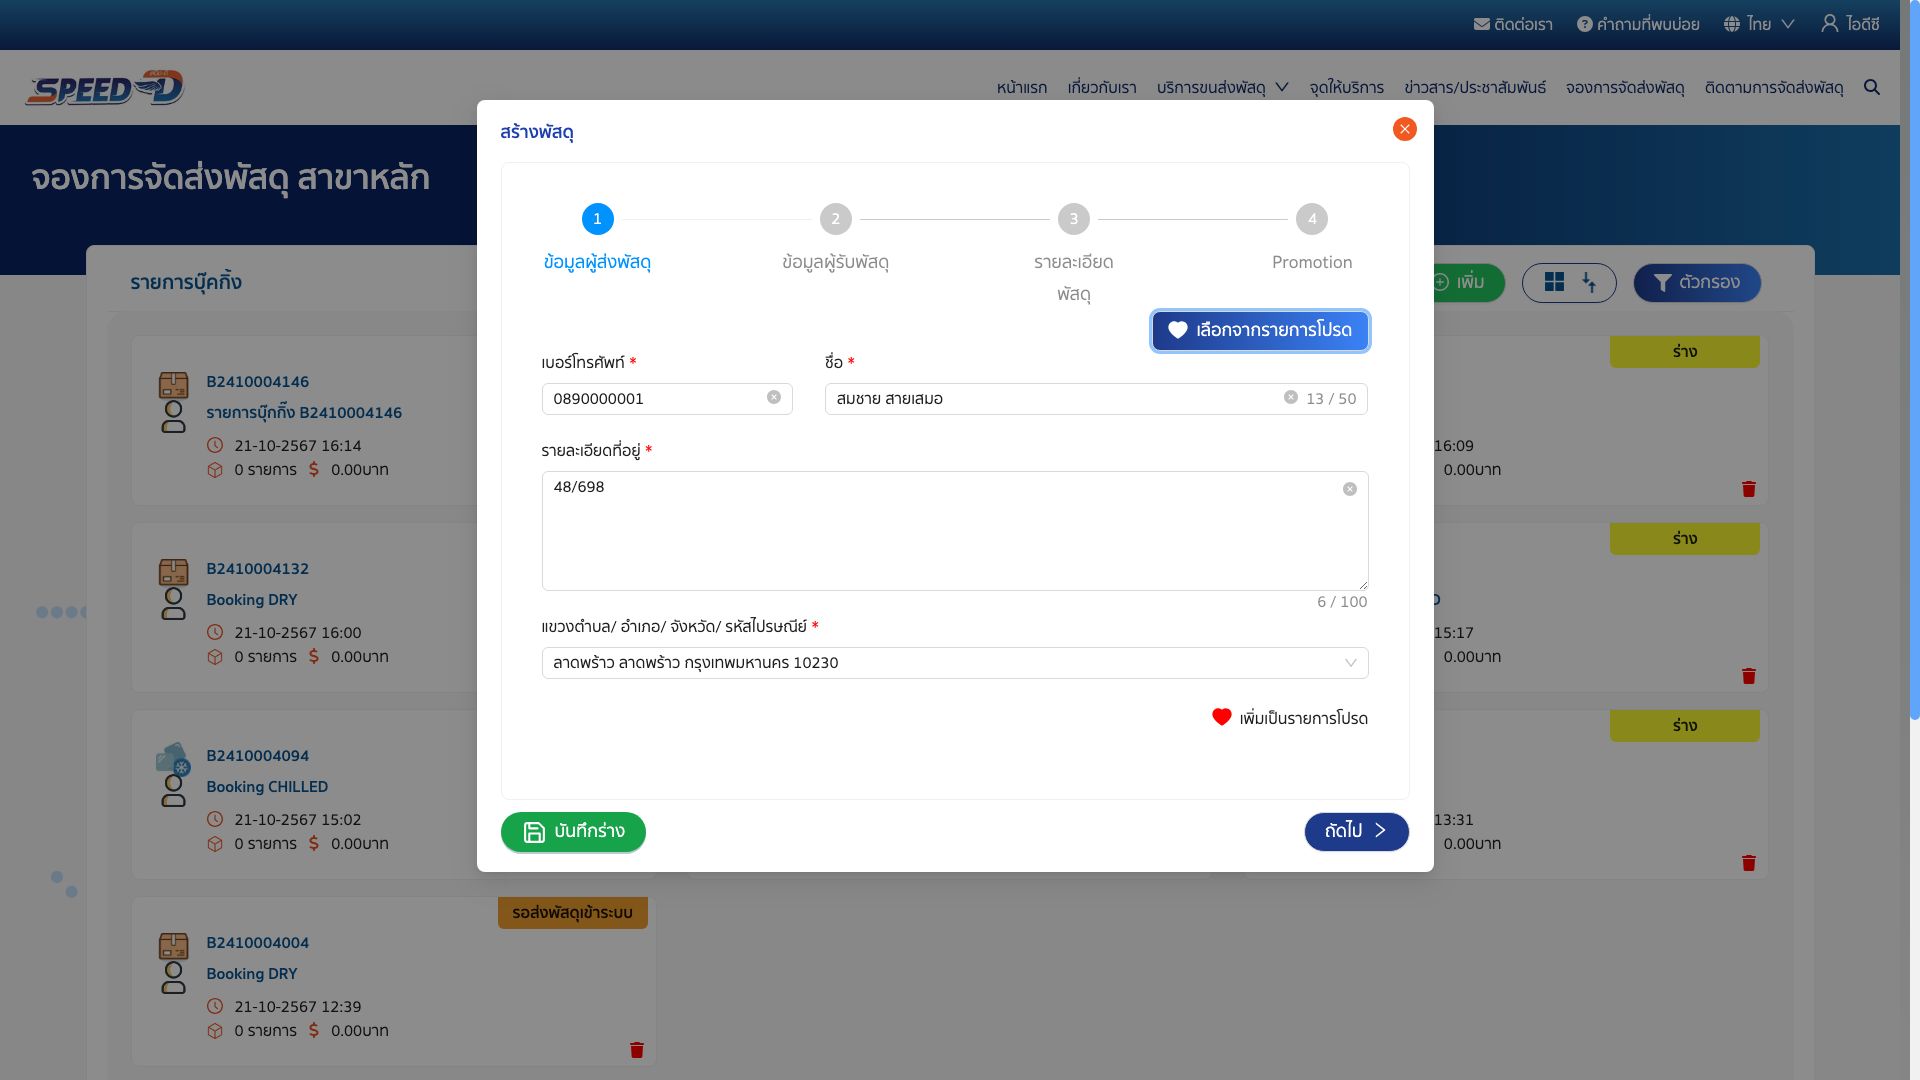 ติดต่อเรา
คำถามที่พบบ่อย
ไทย
ไอดีซี
SPEED D
หน้าแรก
เกี่ยวกับเรา
บริการขนส่งพัสดุ
จุดให้บริการ
ข่าวสาร/ประชาสัมพันธ์
จองการจัดส่งพัสดุ
ติดตามการจัดส่งพัสดุ
จองการจัดส่งพัสดุ สาขาหลัก
รายการบุ๊คกิ้ง
เพิ่ม
ตัวกรอง
สร้างพัสดุ
1
2
3
4
ข้อมูลผู้ส่งพัสดุ
ข้อมูลผู้รับพัสดุ
รายละเอียด
พัสดุ
Promotion
เลือกจากรายการโปรด
เบอร์โทรศัพท์ *
ชื่อ *
0890000001
สมชาย สายเสมอ
13 / 50
รายละเอียดที่อยู่ *
48/698
6 / 100
แขวงตำบล/ อำเภอ/ จังหวัด/ รหัสไปรษณีย์ *
ลาดพร้าว ลาดพร้าว กรุงเทพมหานคร 10230
เพิ่มเป็นรายการโปรด
บันทึกร่าง
ถัดไป
B2410004146
รายการบุ๊กกิ๊ง B2410004146
21-10-2567 16:14
0 รายการ 0.00บาท
B2410004132
Booking DRY
21-10-2567 16:00
0 รายการ 0.00บาท
B2410004094
Booking CHILLED
21-10-2567 15:02
0 รายการ 0.00บาท
รอส่งพัสดุเข้าระบบ
B2410004004
Booking DRY
21-10-2567 12:39
0 รายการ 0.00บาท
ร่าง
16:09
0.00บาท
ร่าง
15:17
0.00บาท
ร่าง
13:31
0.00บาท